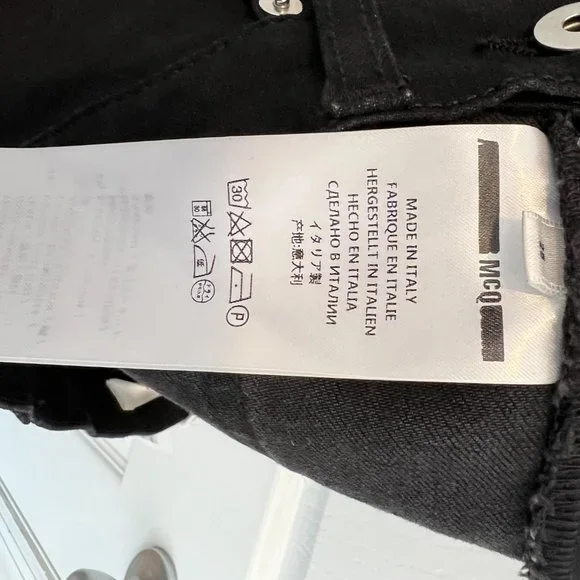 MCQ
MADE IN ITALY
FABRIQUE EN ITALIE
HERGESTELLT IN ITALIEN
HECHO EN ITALIA
СДЕЛАНО В ИТАЛИИ
イタリア製
产地:意大利
30
P